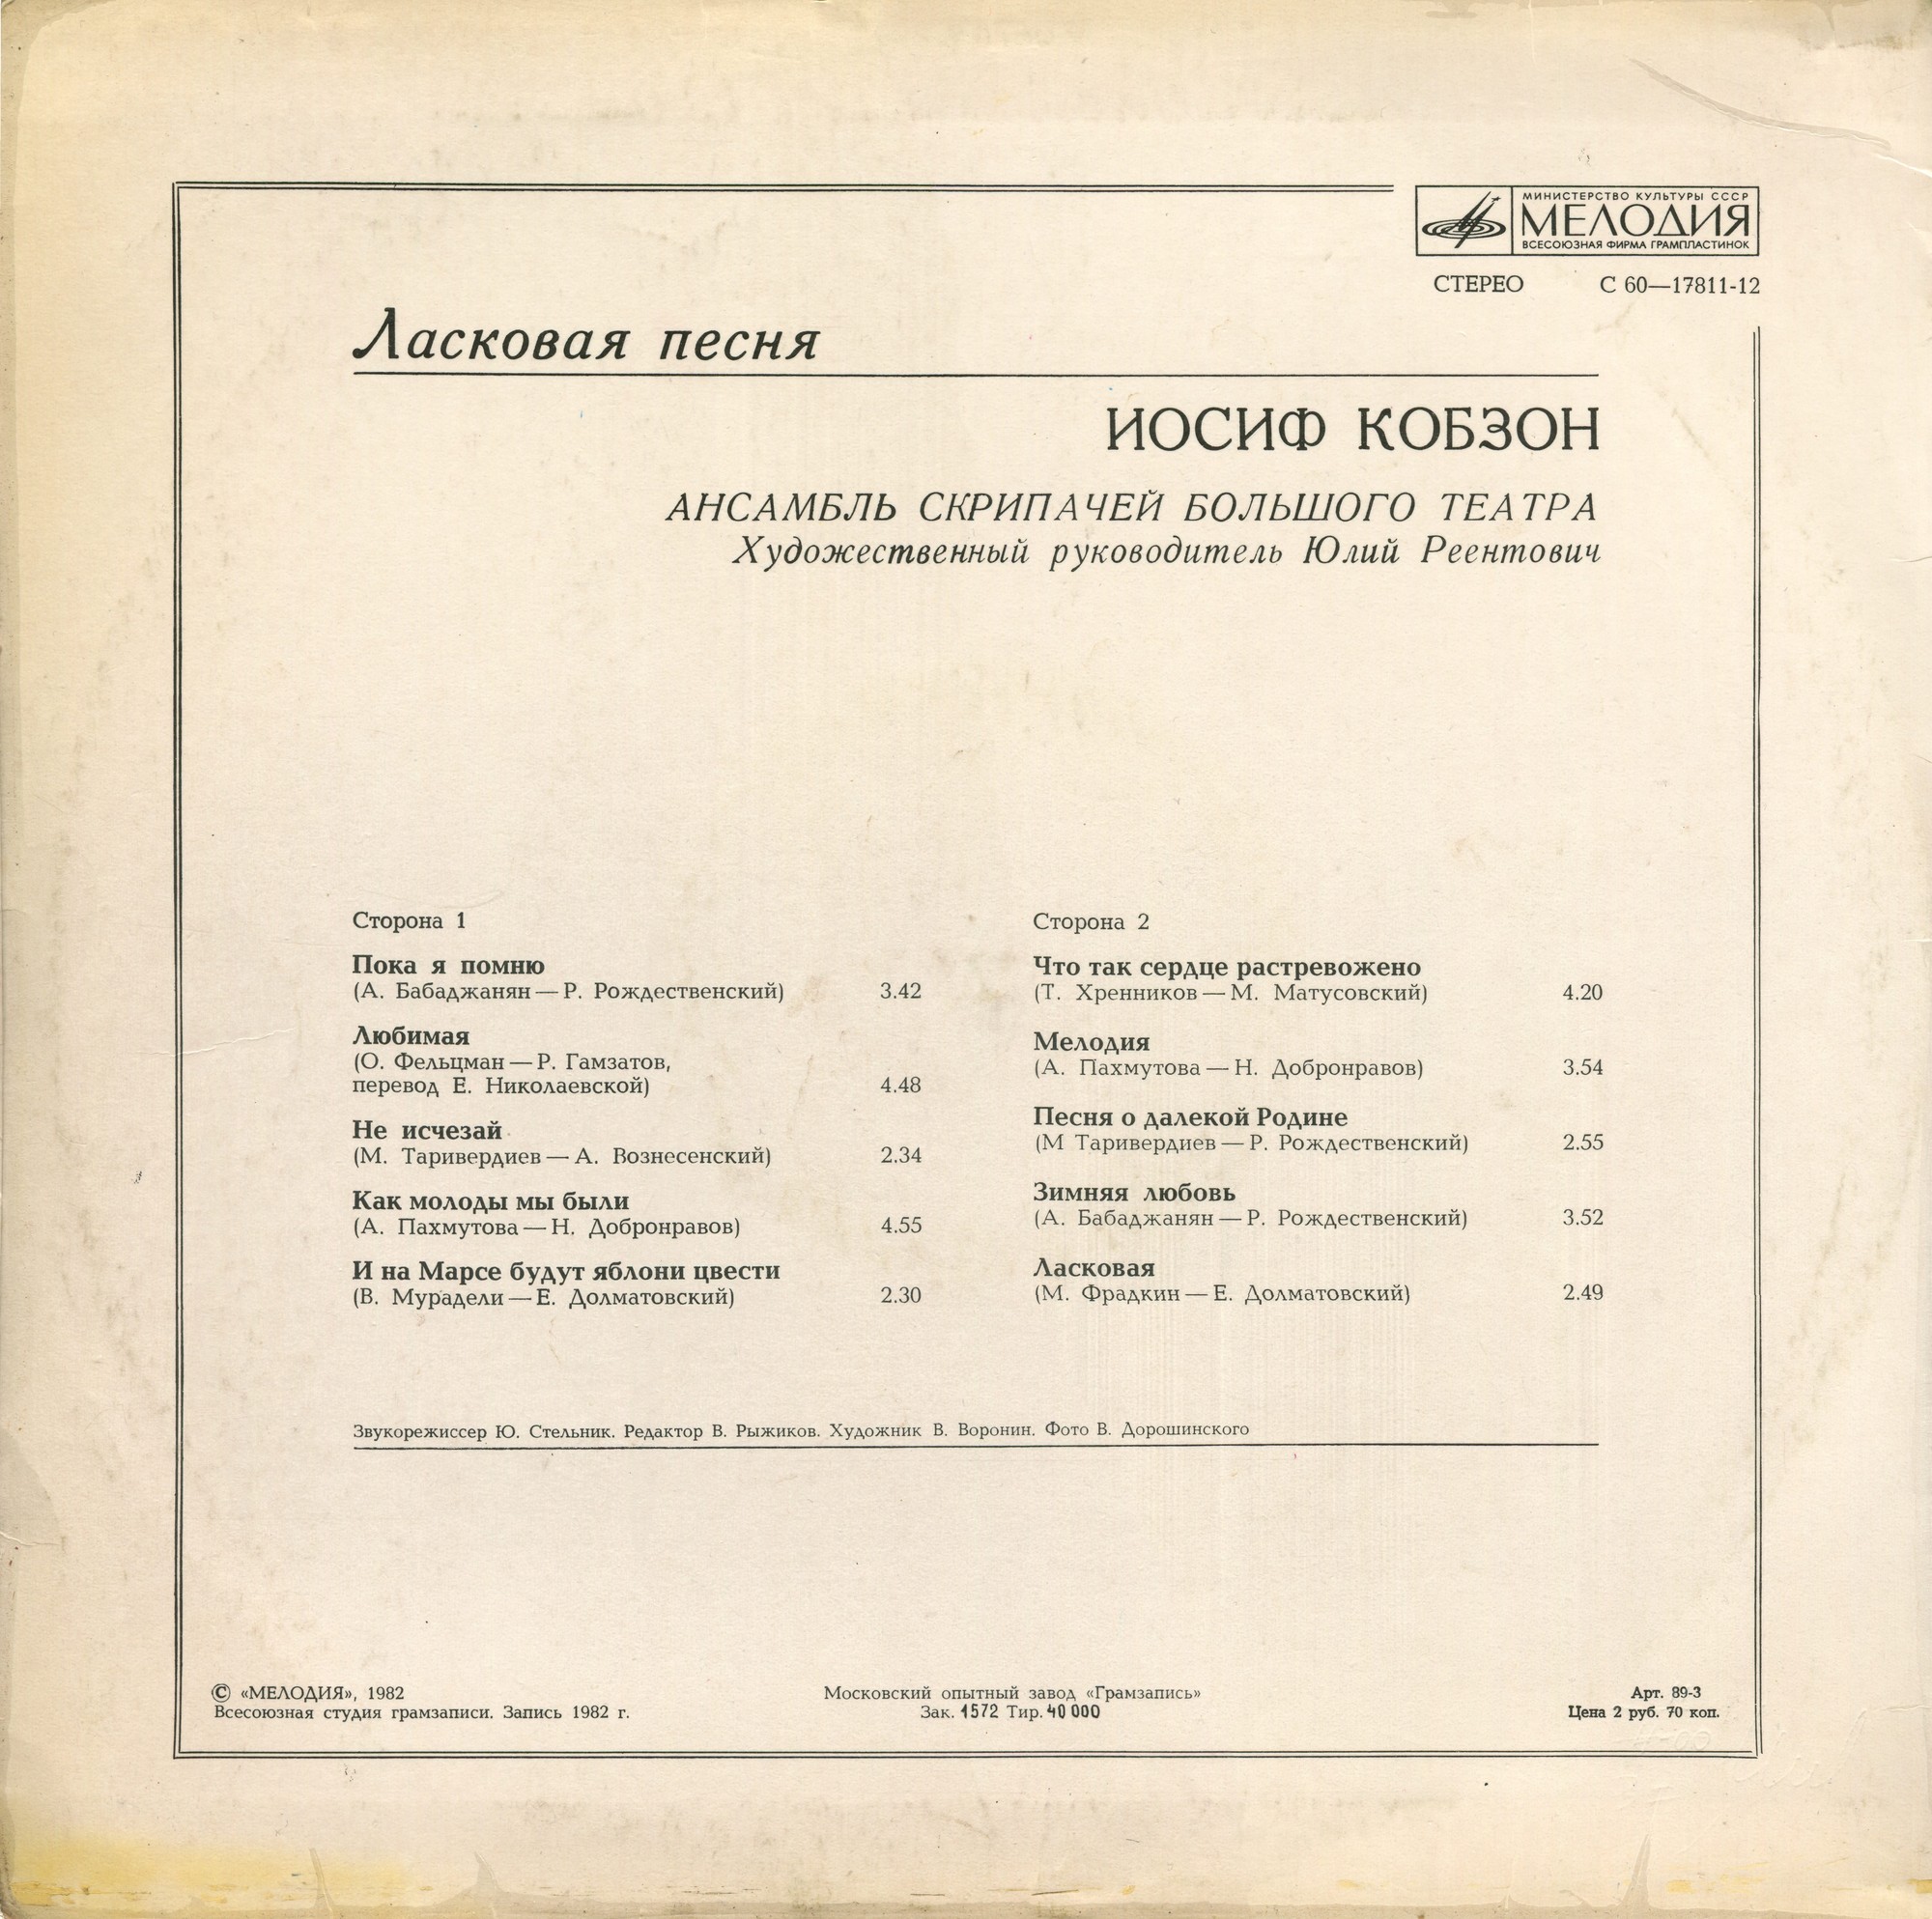 МИНИСТЕРСТВО КУЛЬТУРЫ СССР
МЕЛОДИЯ
ВСЕСОЮЗНАЯ ФИРМА ГРАМПЛАСТИНОК
СТЕРЕО С 60—17811-12
Ласковая песня
ИОСИФ КОБЗОН
АНСАМБЛЬ СКРИПАЧЕЙ БОЛЬШОГО ТЕАТРА
Художественный руководитель Юлий Реентович
Сторона 1
Пока я помню
(А. Бабаджанян — Р. Рождественский) 3.42
Любимая
(О. Фельцман — Р. Гамзатов,
перевод Е. Николаевской) 4.48
Не исчезай
(М. Таривердиев — А. Вознесенский) 2.34
Как молоды мы были
(А. Пахмутова — Н. Добронравов) 4.55
И на Марсе будут яблони цвести
(В. Мурадели — Е. Долматовский) 2.30
Сторона 2
Что так сердце растревожено
(Т. Хренников — М. Матусовский) 4.20
Мелодия
(А. Пахмутова — Н. Добронравов) 3.54
Песня о далекой Родине
(М Таривердиев — Р. Рождественский) 2.55
Зимняя любовь
(А. Бабаджанян — Р. Рождественский) 3.52
Ласковая
(М. Фрадкин — Е. Долматовский) 2.49
Звукорежиссер Ю. Стельник. Редактор В. Рыжиков. Художник В. Воронин. Фото В. Дорошинского
© «МЕЛОДИЯ», 1982
Всесоюзная студия грамзаписи. Запись 1982 г.
Московский опытный завод «Грамзапись»
Зак. 1572 Тир. 40 000
Арт. 89-3
Цена 2 руб. 70 коп.